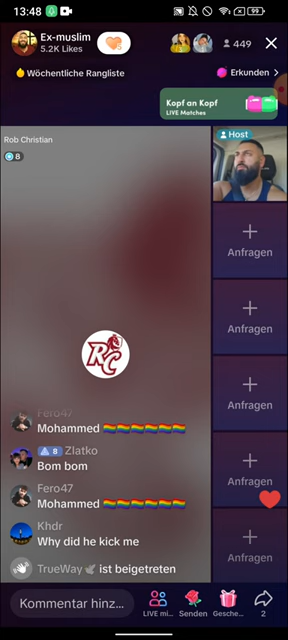 13:48
99
Ex-muslim
5.2K Likes
449
Wöchentliche Rangliste
Erkunden
Kopf an Kopf
LIVE Matches
Rob Christian
8
Host
Anfragen
Anfragen
Anfragen
Anfragen
Anfragen
RC
Fero47
Mohammed 🏳️‍🌈🏳️‍🌈🏳️‍🌈🏳️‍🌈🏳️‍🌈🏳️‍🌈
8 Zlatko
Bom bom
Fero47
Mohammed 🏳️‍🌈🏳️‍🌈🏳️‍🌈🏳️‍🌈🏳️‍🌈🏳️‍🌈
Khdr
Why did he kick me
TrueWay 🕊 ist beigetreten
Kommentar hinz...
LIVE mi...
Senden
Gesche...
2